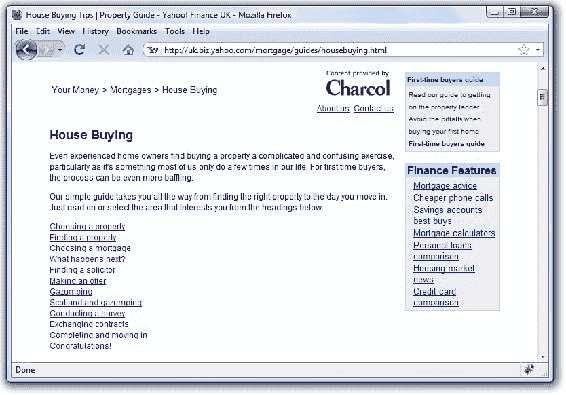 House Buying Tips | Property Guide - Yahoo! Finance UK - Mozilla Firefox
File Edit View History Bookmarks Tools Help
http://uk.biz.yahoo.com/mortgage/guides/housebuying.html
Your Money > Mortgages > House Buying
Content provided by
Charcol
About us Contact us
House Buying
Even experienced home owners find buying a property a complicated and confusing exercise,
particularly as it's something most of us only do a few times in our life. For first time buyers,
the process can be even more baffling.
Our simple guide takes you all the way from finding the right property to the day you move in.
Just read on or select the area that interests you from the headings below.
Choosing a property
Finding a property
Choosing a mortgage
What happens next?
Finding a solicitor
Making an offer
Gazumping
Scotland and gazumping
Conducting a survey
Exchanging contracts
Completing and moving in
Congratulations!
First-time buyers guide
Read our guide to getting
on the property ladder
Avoid the pitfalls when
buying your first home
First-time buyers guide
Finance Features
Mortgage advice
Cheaper phone calls
Savings accounts
best buys
Mortgage calculators
Personal loans
comparison
Housing market
news
Credit card
comparison
Done